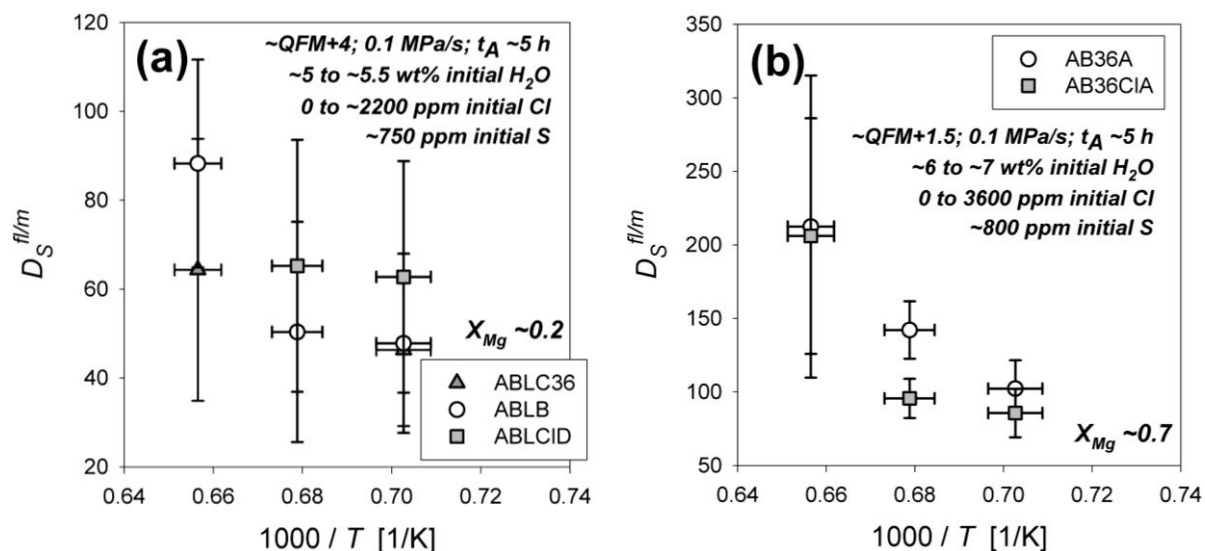 (a)
~QFM+4; 0.1 MPa/s; t_A ~5 h
~5 to ~5.5 wt% initial H₂O
0 to ~2200 ppm initial Cl
~750 ppm initial S
120
100
80
60
40
20
D_S^fl/m
X_Mg ~0.2
ABLC36
ABLB
ABLClD
0.64 0.66 0.68 0.70 0.72 0.74
1000 / T [1/K]
(b)
AB36A
AB36ClA
~QFM+1.5; 0.1 MPa/s; t_A ~5 h
~6 to ~7 wt% initial H₂O
0 to 3600 ppm initial Cl
~800 ppm initial S
350
300
250
200
150
100
50
D_S^fl/m
X_Mg ~0.7
0.64 0.66 0.68 0.70 0.72 0.74
1000 / T [1/K]